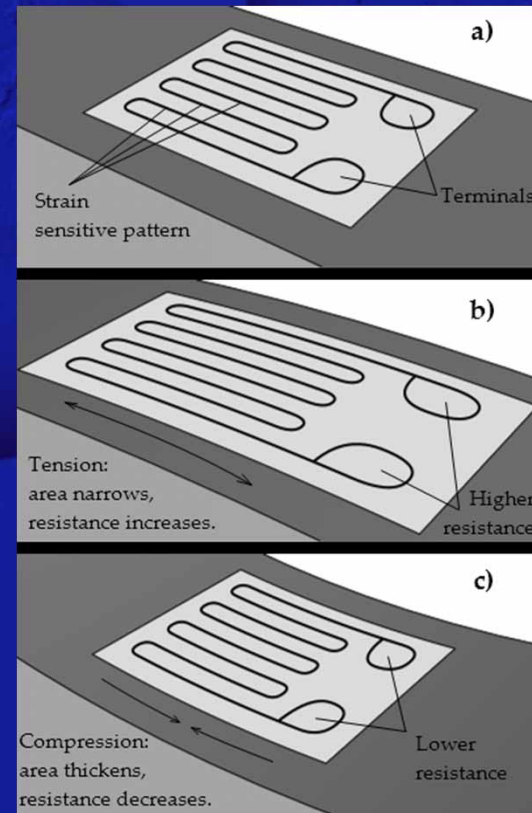 a)
Strain
sensitive pattern
Terminals
b)
Tension:
area narrows,
resistance increases.
Higher
resistance
c)
Compression:
area thickens,
resistance decreases.
Lower
resistance